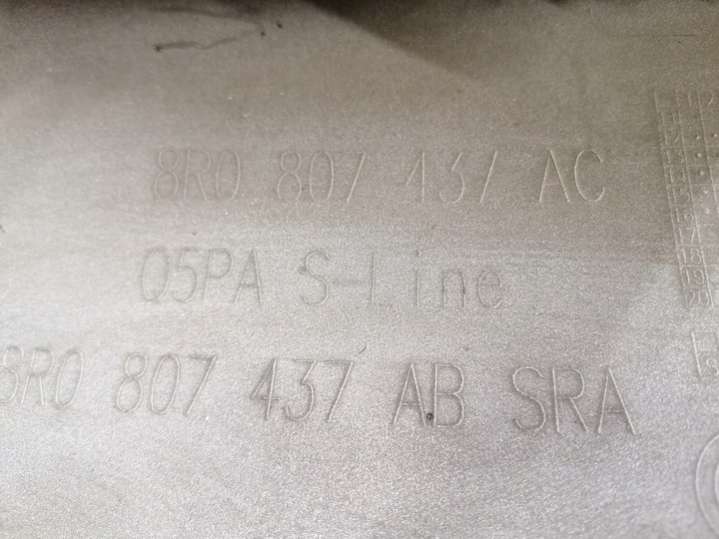 8R0 807 437 AC
Q5PA S-Line
8R0 807 437 AB SRA